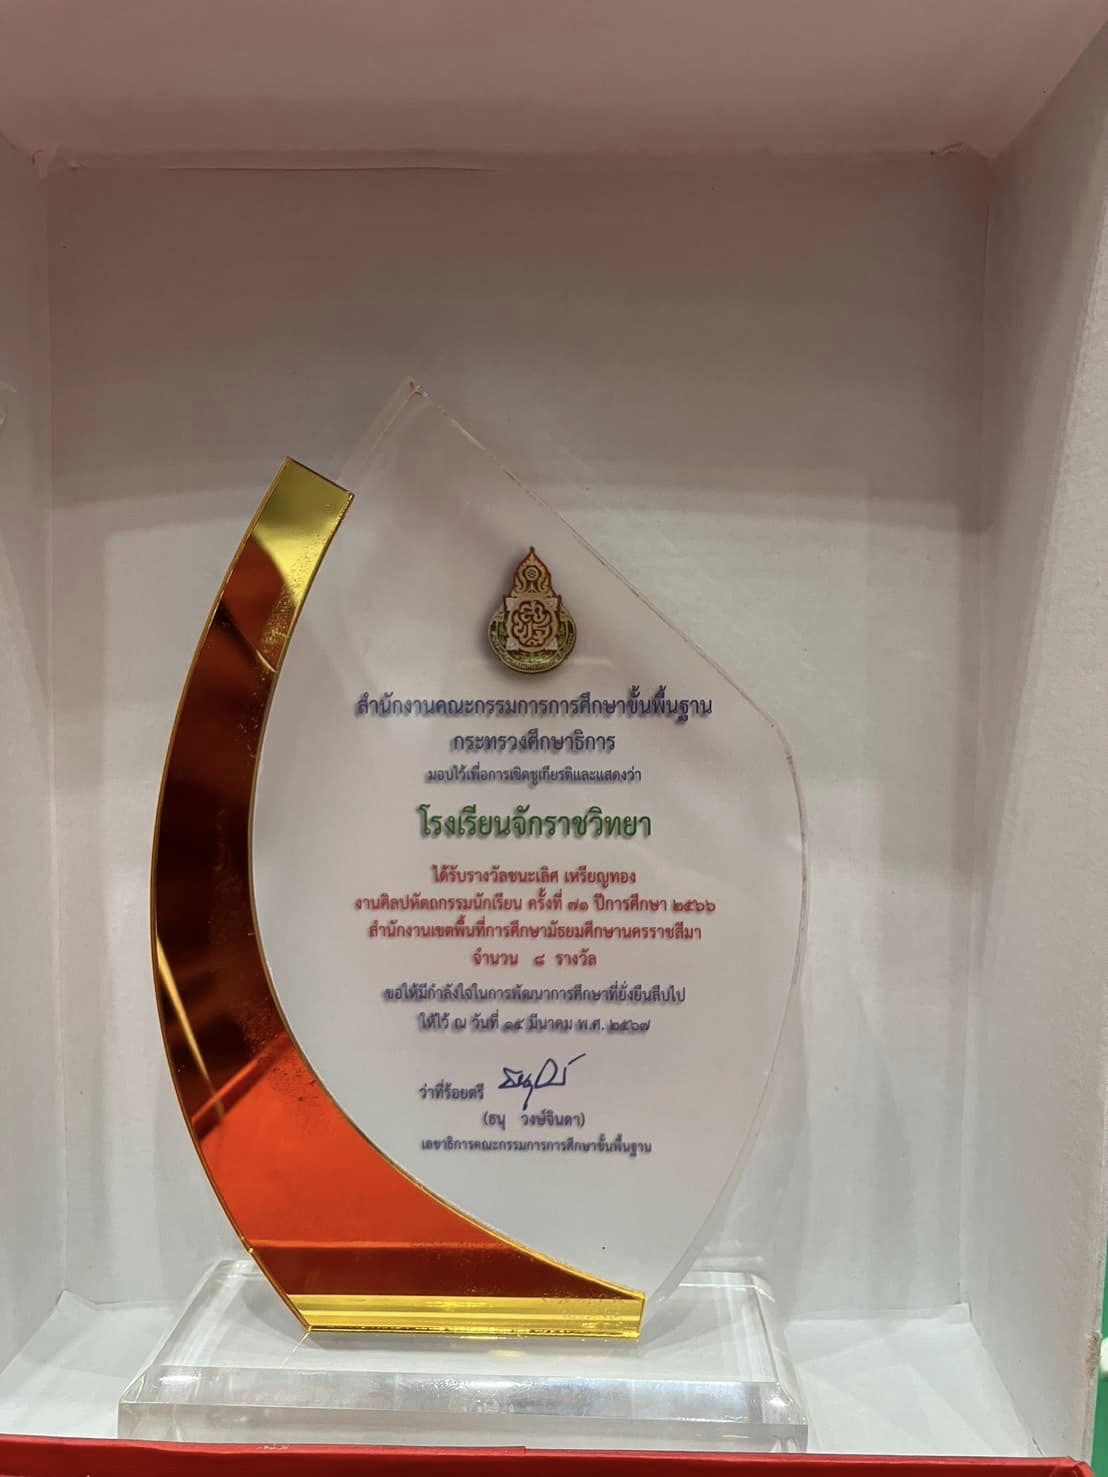 สำนักงานคณะกรรมการการศึกษาขั้นพื้นฐาน
กระทรวงศึกษาธิการ
มอบไว้เพื่อการเชิดชูเกียรติและแสดงว่า
โรงเรียนจักราชวิทยา
ได้รับรางวัลชนะเลิศ เหรียญทอง
งานศิลปหัตถกรรมนักเรียน ครั้งที่ ๗๑ ปีการศึกษา ๒๕๖๖
สำนักงานเขตพื้นที่การศึกษามัธยมศึกษานครราชสีมา
จำนวน ๘ รางวัล
ขอให้มีกำลังใจในการพัฒนาการศึกษาที่ยั่งยืนสืบไป
ให้ไว้ ณ วันที่ ๑๕ มีนาคม พ.ศ. ๒๕๖๗
ว่าที่ร้อยตรี
(ธนุ วงษ์จินดา)
เลขาธิการคณะกรรมการการศึกษาขั้นพื้นฐาน